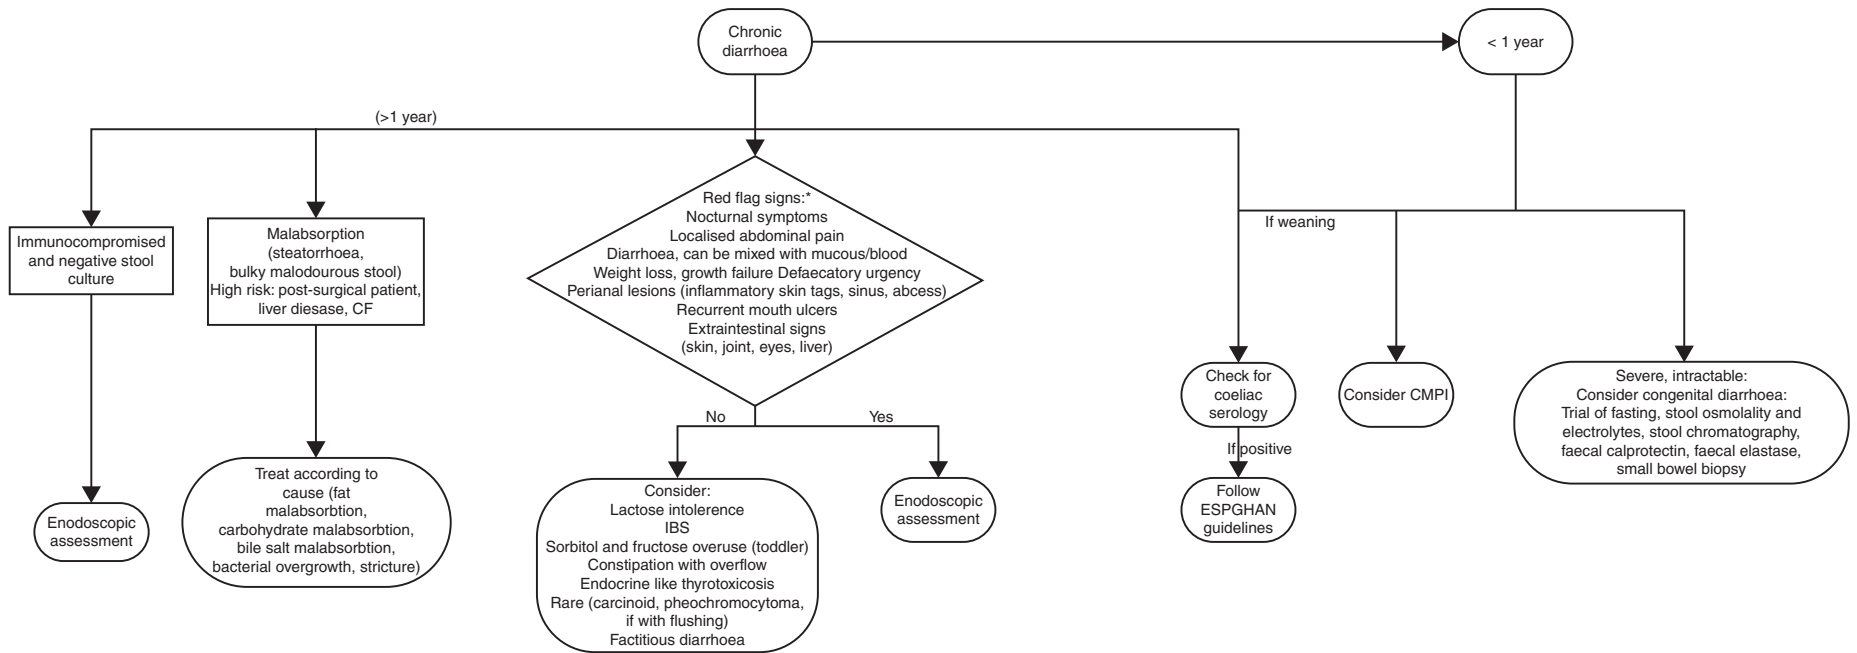 Chronic
diarrhoea
< 1 year
(>1 year)
Immunocompromised
and negative stool
culture
Malabsorption
(steatorrhoea,
bulky malodourous stool)
High risk: post-surgical patient,
liver diesase, CF
Red flag signs:*
Nocturnal symptoms
Localised abdominal pain
Diarrhoea, can be mixed with mucous/blood
Weight loss, growth failure Defaecatory urgency
Perianal lesions (inflammatory skin tags, sinus, abcess)
Recurrent mouth ulcers
Extraintestinal signs
(skin, joint, eyes, liver)
If weaning
Check for
coeliac
serology
Consider CMPI
Severe, intractable:
Consider congenital diarrhoea:
Trial of fasting, stool osmolality and
electrolytes, stool chromatography,
faecal calprotectin, faecal elastase,
small bowel biopsy
No
Yes
If positive
Enodoscopic
assessment
Treat according to
cause (fat
malabsorbtion,
carbohydrate malabsorbtion,
bile salt malabsorbtion,
bacterial overgrowth, stricture)
Consider:
Lactose intolerence
IBS
Sorbitol and fructose overuse (toddler)
Constipation with overflow
Endocrine like thyrotoxicosis
Rare (carcinoid, pheochromocytoma,
if with flushing)
Factitious diarrhoea
Enodoscopic
assessment
Follow
ESPGHAN
guidelines